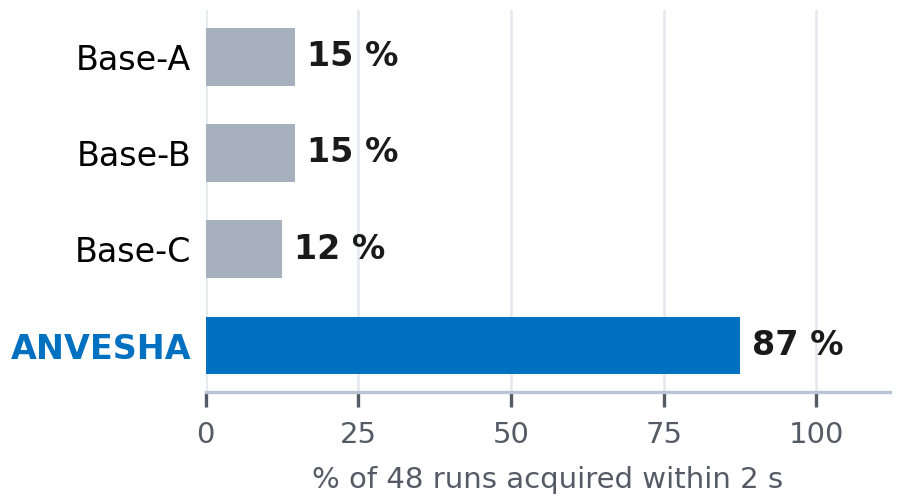 Base-A 15 %
Base-B 15 %
Base-C 12 %
ANVESHA 87 %
0 25 50 75 100
% of 48 runs acquired within 2 s